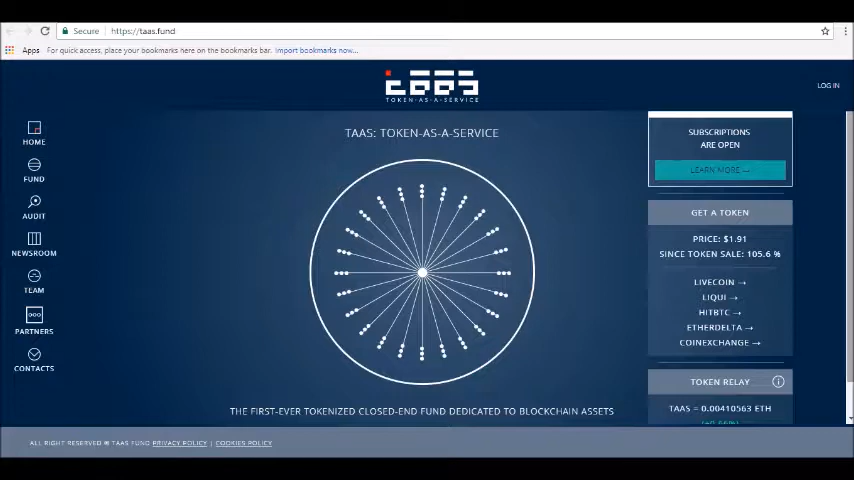 Secure https://taas.fund
Apps For quick access, place your bookmarks here on the bookmarks bar. Import bookmarks now...
taas
TOKEN-AS-A-SERVICE
LOG IN
HOME
FUND
AUDIT
NEWSROOM
TEAM
PARTNERS
CONTACTS
TAAS: TOKEN-AS-A-SERVICE
THE FIRST-EVER TOKENIZED CLOSED-END FUND DEDICATED TO BLOCKCHAIN ASSETS
SUBSCRIPTIONS
ARE OPEN
LEARN MORE →
GET A TOKEN
PRICE: $1.91
SINCE TOKEN SALE: 105.6 %
LIVECOIN →
LIQUI →
HITBTC →
ETHERDELTA →
COINEXCHANGE →
TOKEN RELAY
TAAS = 0.00410563 ETH
ALL RIGHT RESERVED © TAAS FUND PRIVACY POLICY | COOKIES POLICY